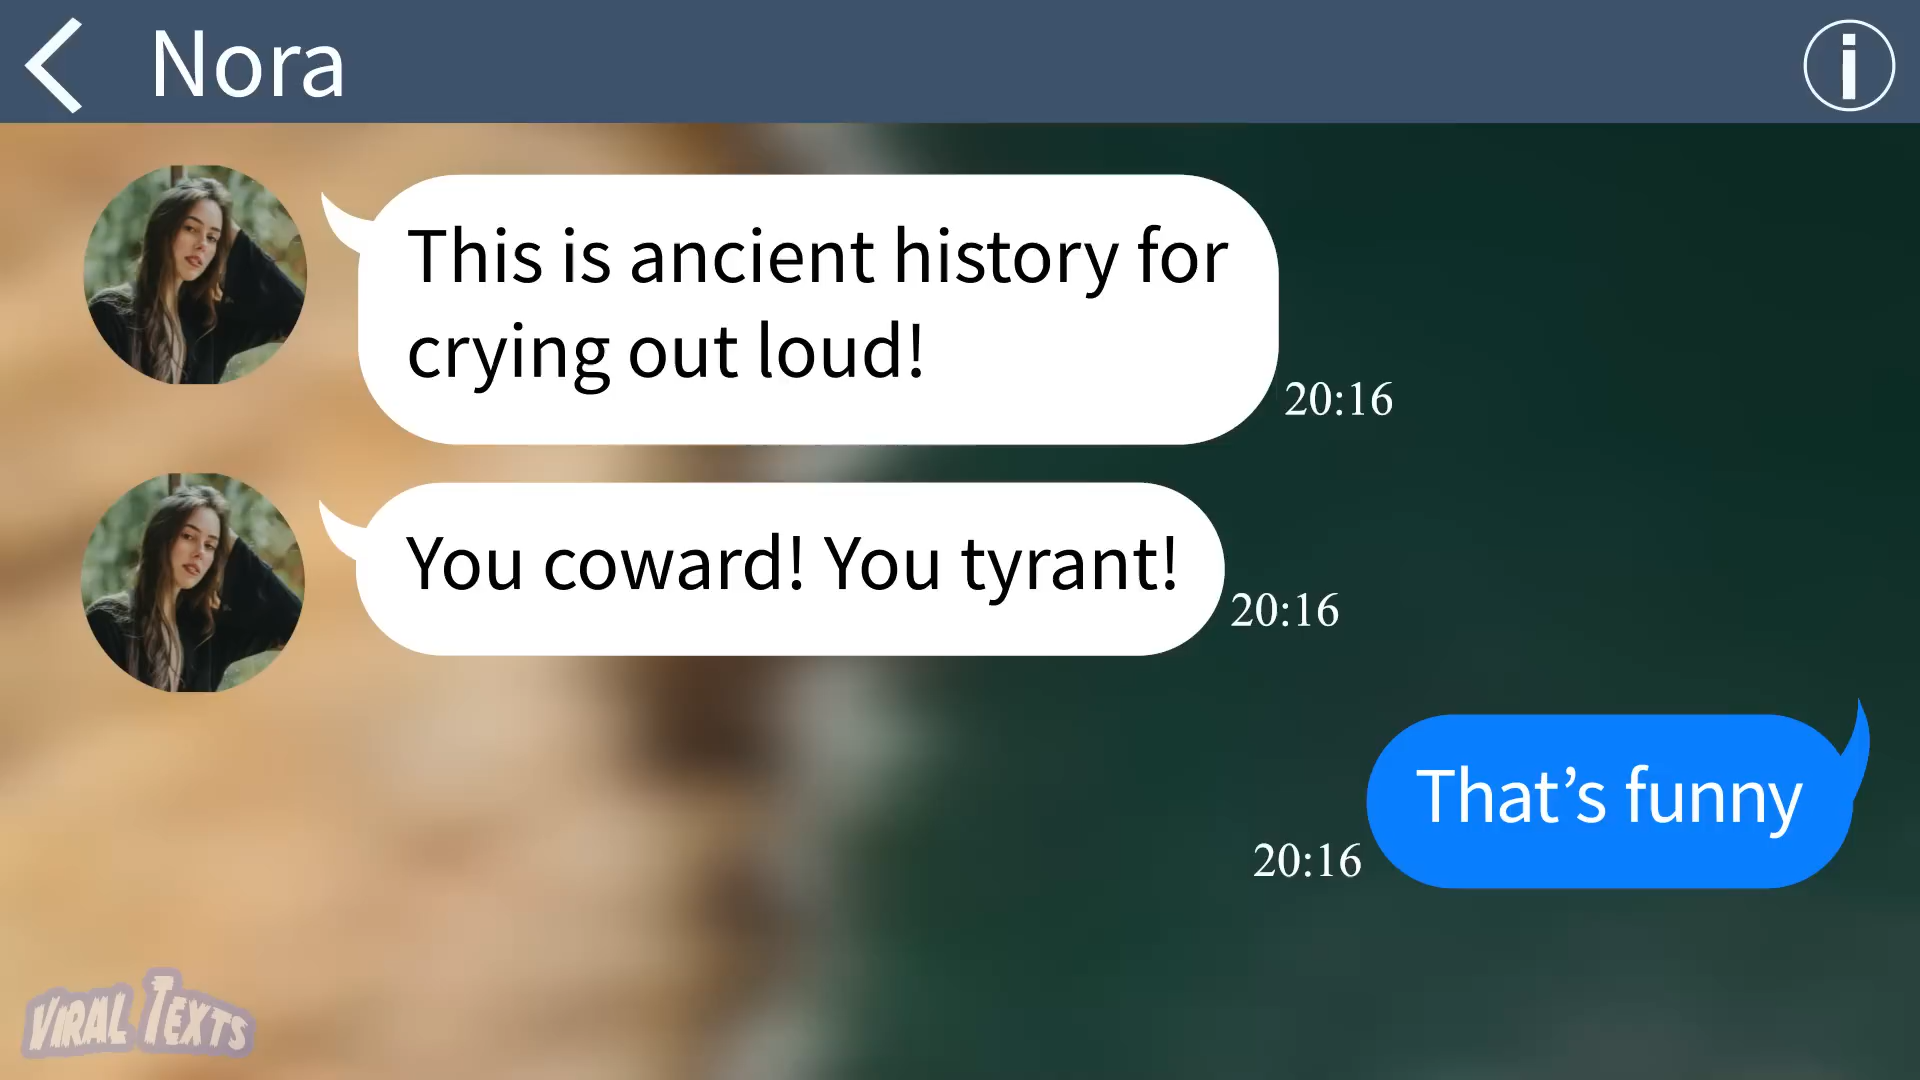 Nora
This is ancient history for
crying out loud!
20:16
You coward! You tyrant!
20:16
That’s funny
20:16
VIRAL TEXTS